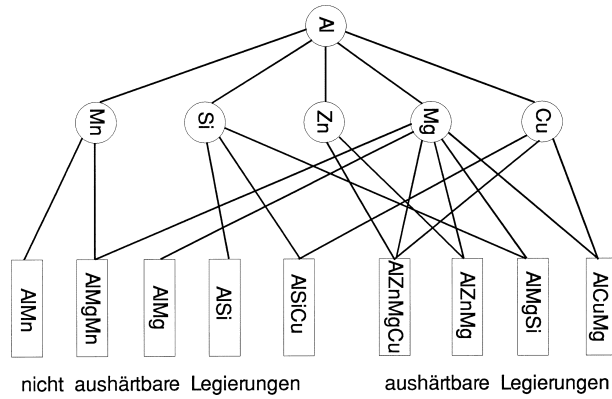 Al
Mn Si Zn Mg Cu
AlMn AlMgMn AlMg AlSi AlSiCu AlZnMgCu AlZnMg AlMgSi AlCuMg
nicht aushärtbare Legierungen aushärtbare Legierungen